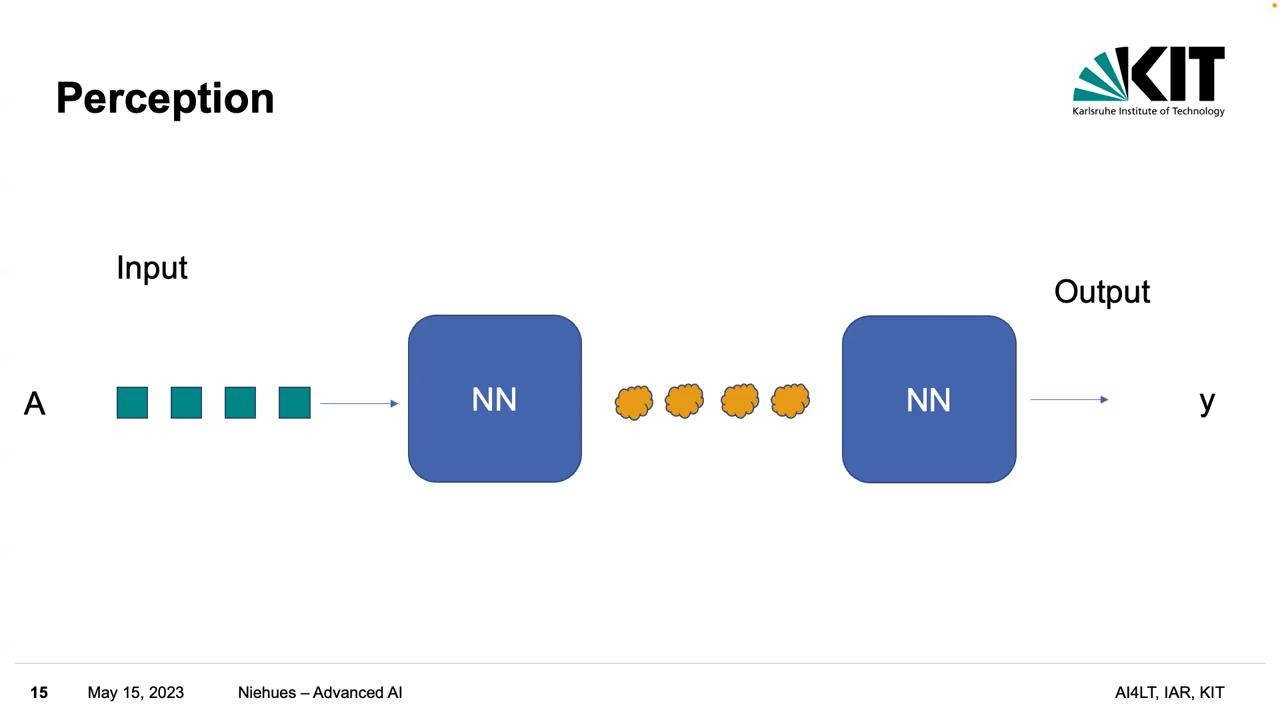 Perception
KIT
Karlsruhe Institute of Technology
Input
Output
A
NN
NN
y
15 May 15, 2023 Niehues – Advanced AI AI4LT, IAR, KIT